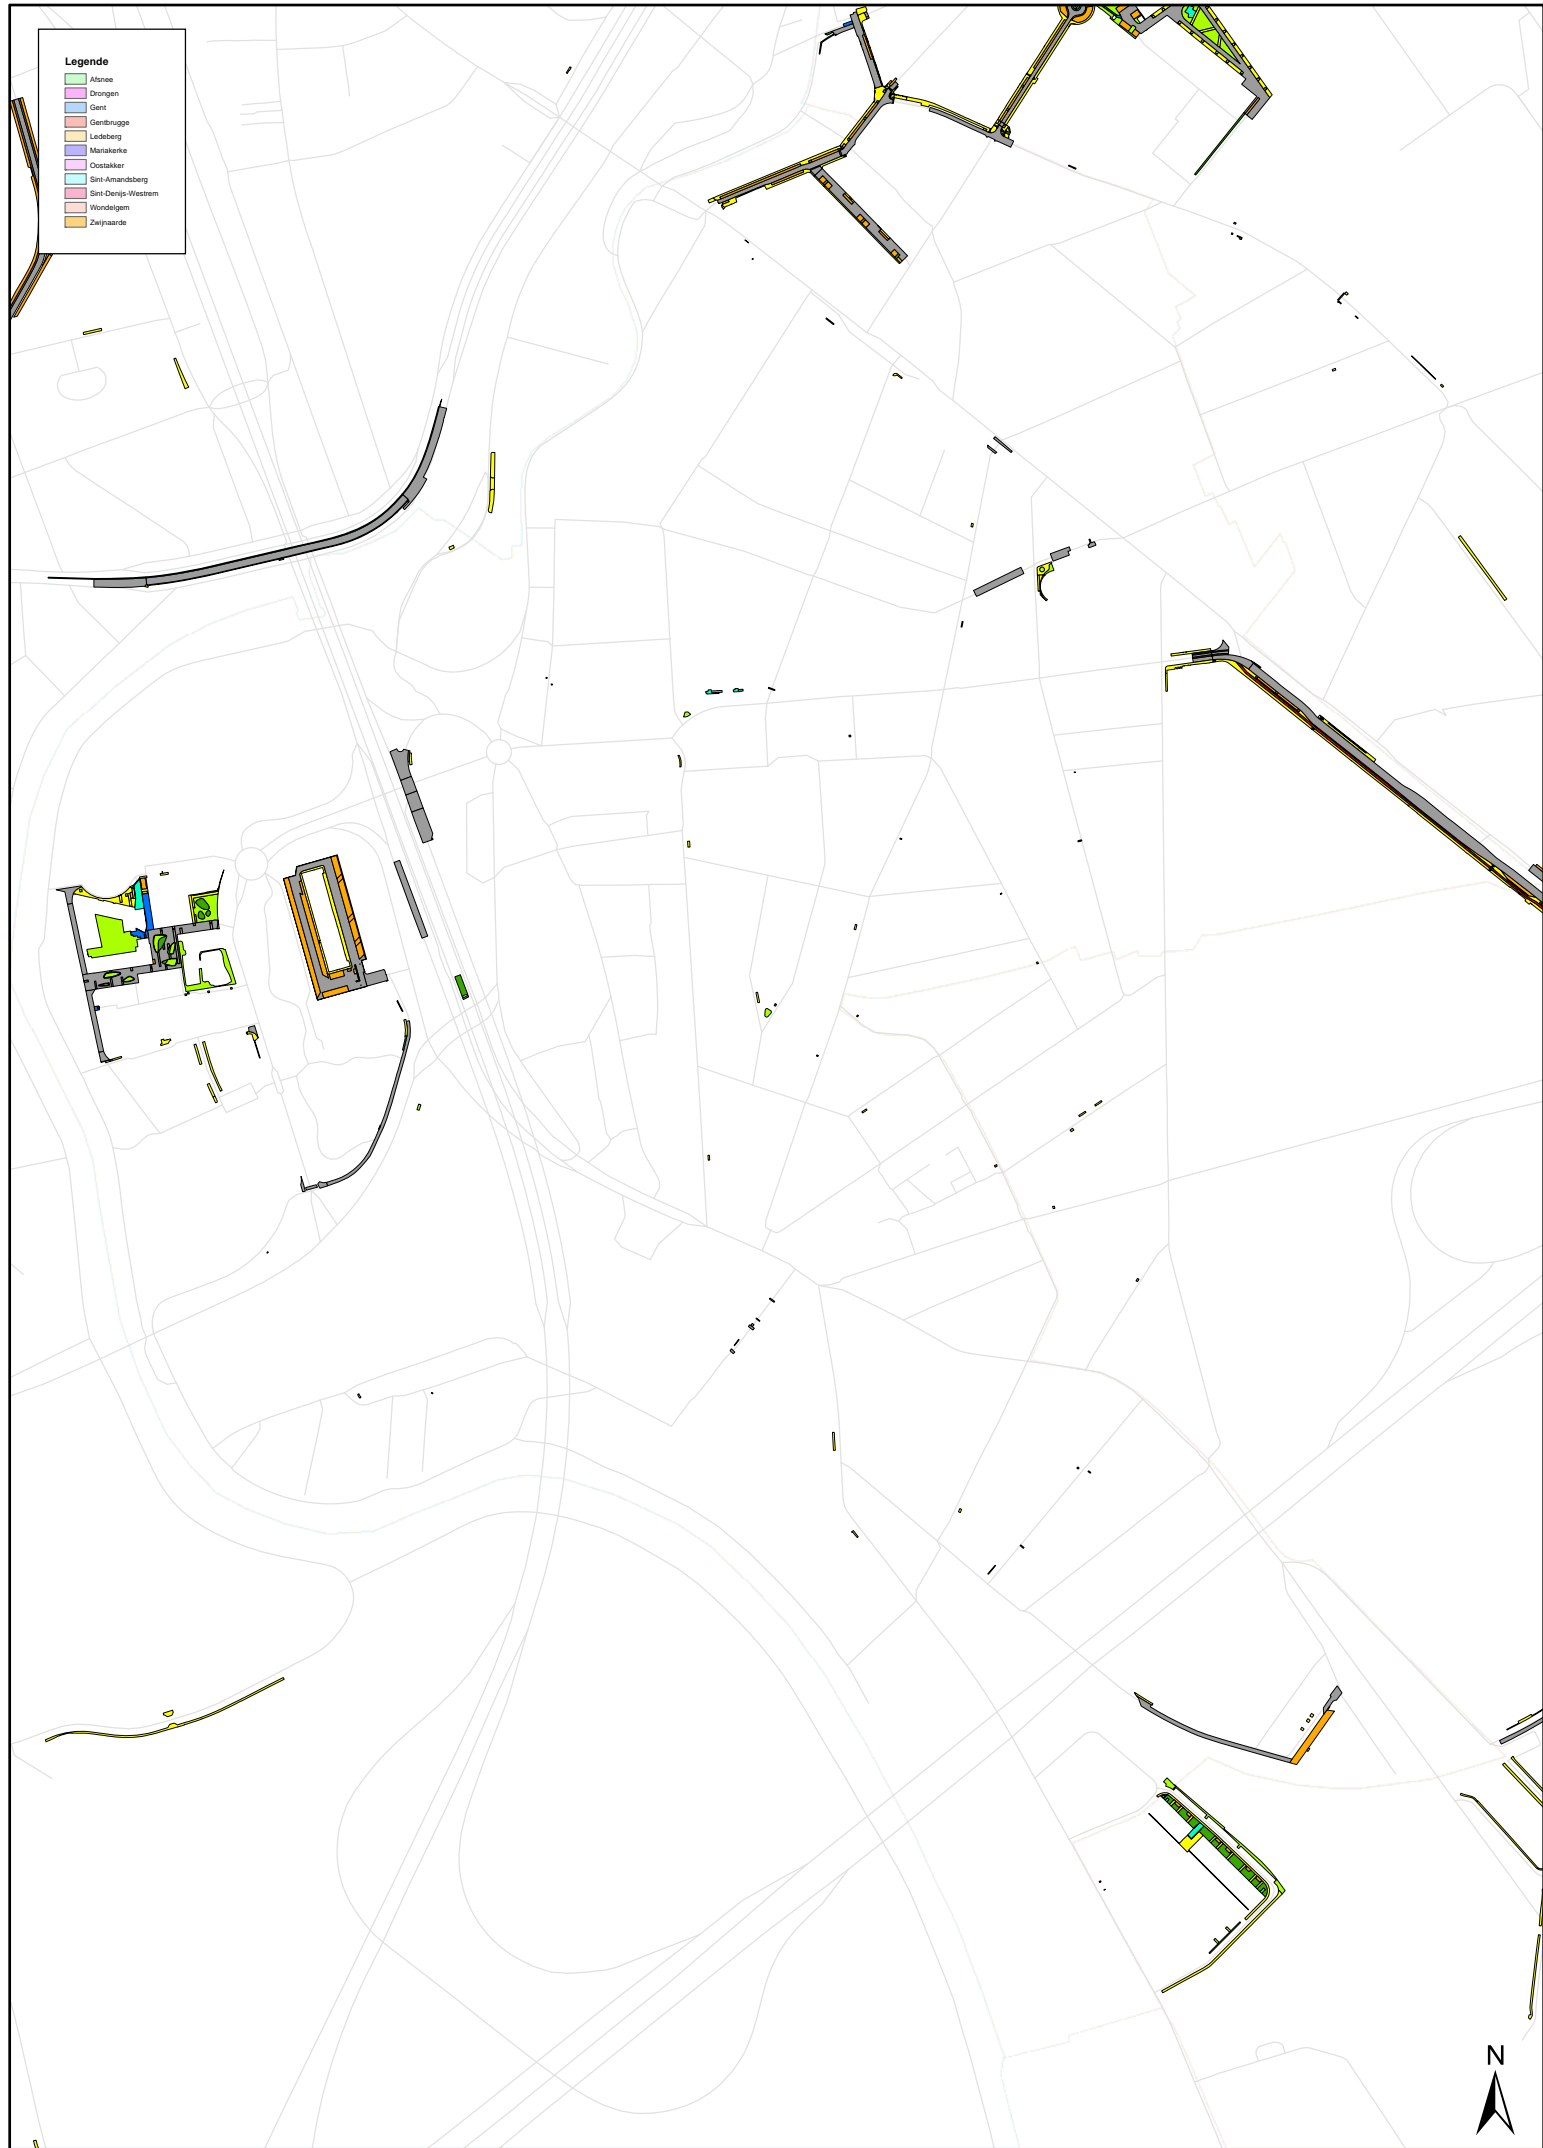 Legende
Afsnee
Drongen
Gent
Gentbrugge
Ledeberg
Mariakerke
Oostakker
Sint-Amandsberg
Sint-Denijs-Westrem
Wondelgem
Zwijnaarde
N